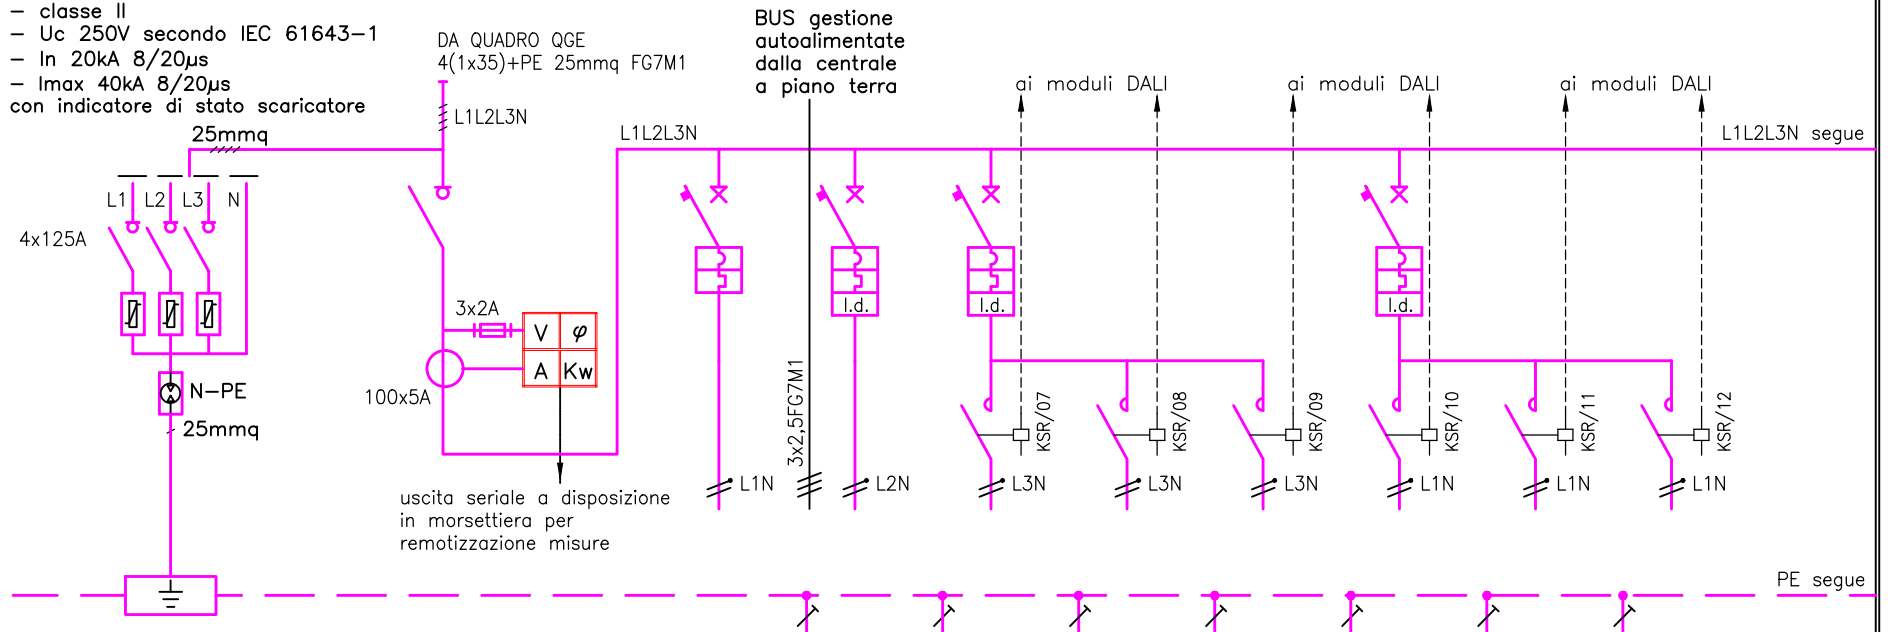 – classe II
– Uc 250V secondo IEC 61643–1
– In 20kA 8/20µs
– Imax 40kA 8/20µs
con indicatore di stato scaricatore
25mmq
DA QUADRO QGE
4(1x35)+PE 25mmq FG7M1
L1L2L3N
BUS gestione
autoalimentate
dalla centrale
a piano terra
ai moduli DALI
ai moduli DALI
ai moduli DALI
L1L2L3N
L1L2L3N segue
L1
L2
L3
N
4x125A
N–PE
25mmq
3x2A
V
φ
A
Kw
100x5A
uscita seriale a disposizione
in morsettiera per
remotizzazione misure
I.d.
I.d.
I.d.
3x2,5FG7M1
KSR/07
KSR/08
KSR/09
KSR/10
KSR/11
KSR/12
L1N
L2N
L3N
L3N
L3N
L1N
L1N
L1N
PE segue